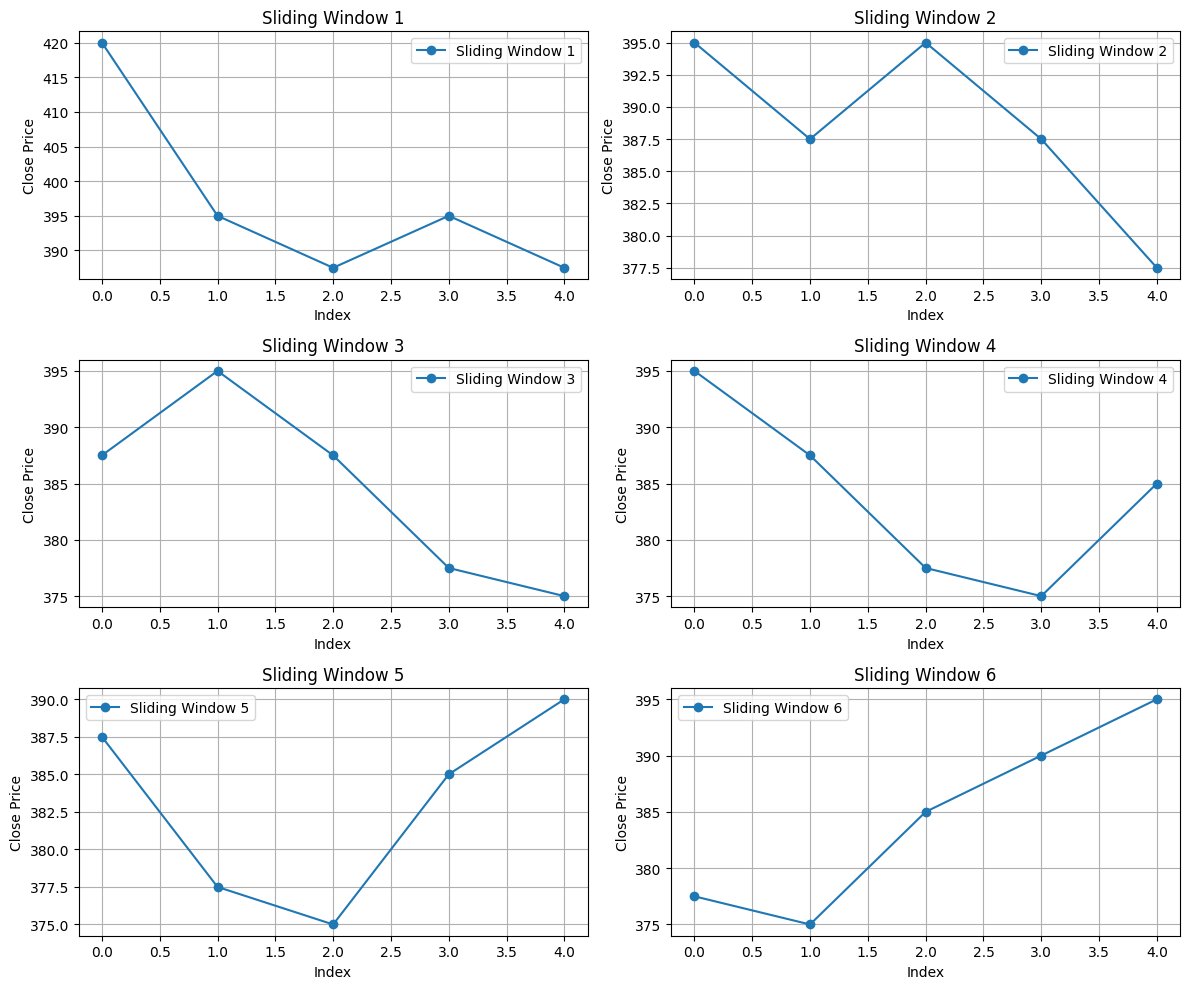 Sliding Window 1
Sliding Window 1
Close Price
420
415
410
405
400
395
390
0.0 0.5 1.0 1.5 2.0 2.5 3.0 3.5 4.0
Index
Sliding Window 2
Sliding Window 2
Close Price
395.0
392.5
390.0
387.5
385.0
382.5
380.0
377.5
0.0 0.5 1.0 1.5 2.0 2.5 3.0 3.5 4.0
Index
Sliding Window 3
Sliding Window 3
Close Price
395
390
385
380
375
0.0 0.5 1.0 1.5 2.0 2.5 3.0 3.5 4.0
Index
Sliding Window 4
Sliding Window 4
Close Price
395
390
385
380
375
0.0 0.5 1.0 1.5 2.0 2.5 3.0 3.5 4.0
Index
Sliding Window 5
Sliding Window 5
Close Price
390.0
387.5
385.0
382.5
380.0
377.5
375.0
0.0 0.5 1.0 1.5 2.0 2.5 3.0 3.5 4.0
Index
Sliding Window 6
Sliding Window 6
Close Price
395
390
385
380
375
0.0 0.5 1.0 1.5 2.0 2.5 3.0 3.5 4.0
Index